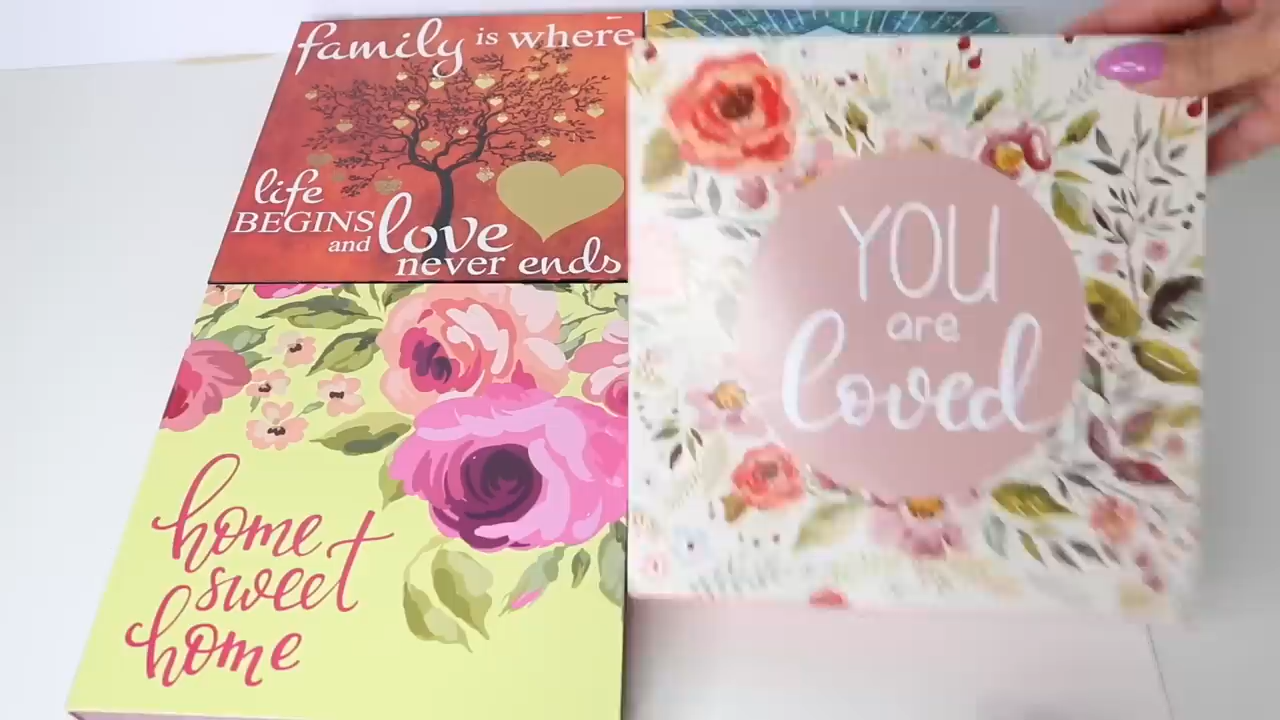 family is where
life
BEGINS
and love
never ends
home
sweet
home
YOU
are
loved